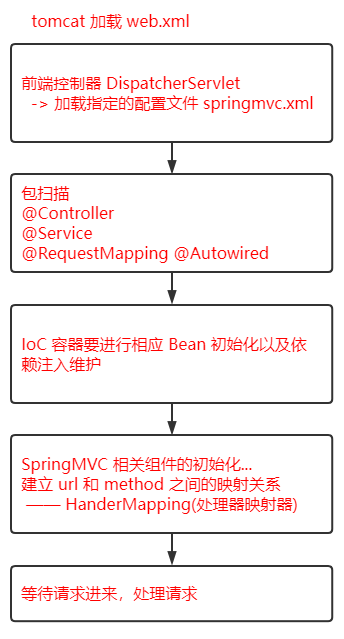 tomcat 加载 web.xml
前端控制器 DispatcherServlet
-> 加载指定的配置文件 springmvc.xml
包扫描
@Controller
@Service
@RequestMapping @Autowired
IoC 容器要进行相应 Bean 初始化以及依
赖注入维护
SpringMVC 相关组件的初始化...
建立 url 和 method 之间的映射关系
—— HanderMapping(处理器映射器)
等待请求进来，处理请求